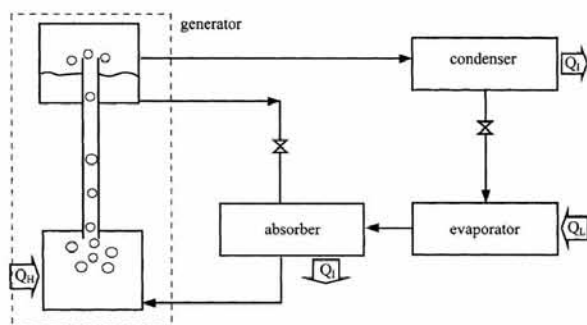 generator
condenser
Q_I
absorber
evaporator
Q_L
Q_H
Q_I